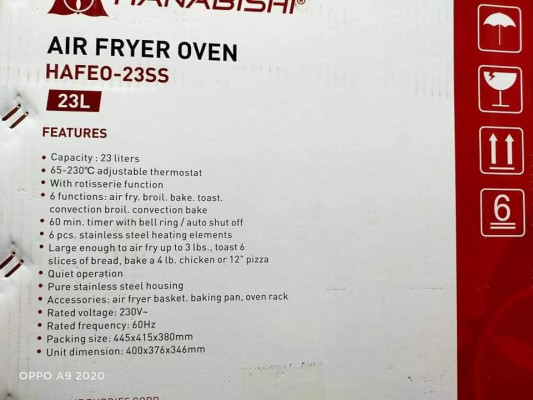 HANABISHI®
AIR FRYER OVEN
HAFEO-23SS
23L
FEATURES
• Capacity : 23 liters
• 65-230°C adjustable thermostat
• With rotisserie function
• 6 functions: air fry. broil. bake. toast.
convection broil. convection bake
• 60 min. timer with bell ring / auto shut off
• 6 pcs. stainless steel heating elements
• Large enough to air fry up to 3 lbs., toast 6
slices of bread, bake a 4 lb. chicken or 12" pizza
• Quiet operation
• Pure stainless steel housing
• Accessories: air fryer basket. baking pan, oven rack
• Rated voltage: 230V~
• Rated frequency: 60Hz
• Packing size: 445x415x380mm
• Unit dimension: 400x376x346mm
6
OPPO A9 2020